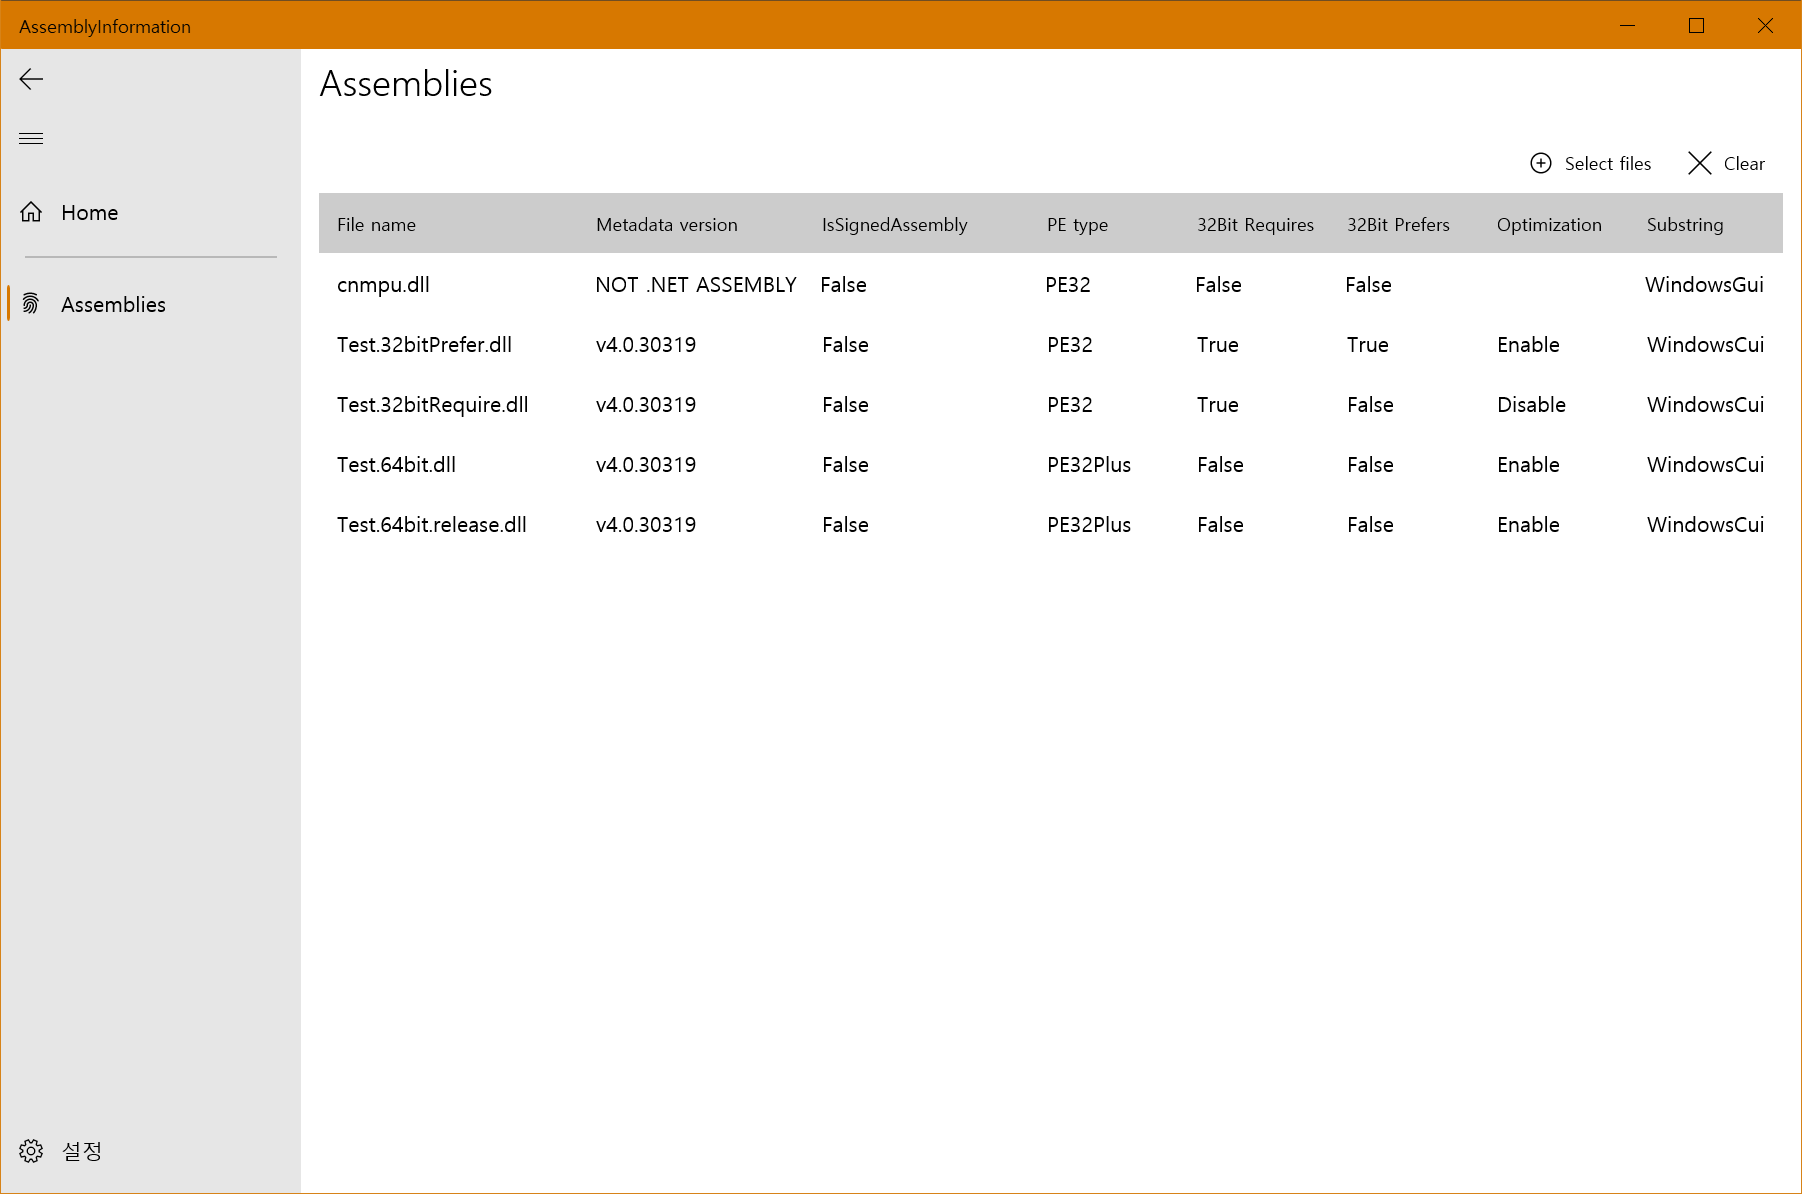 AssemblyInformation
Assemblies
Select files Clear
Home
File name Metadata version IsSignedAssembly PE type 32Bit Requires 32Bit Prefers Optimization Substring
cnmpu.dll NOT .NET ASSEMBLY False PE32 False False WindowsGui
Assemblies
Test.32bitPrefer.dll v4.0.30319 False PE32 True True Enable WindowsCui
Test.32bitRequire.dll v4.0.30319 False PE32 True False Disable WindowsCui
Test.64bit.dll v4.0.30319 False PE32Plus False False Enable WindowsCui
Test.64bit.release.dll v4.0.30319 False PE32Plus False False Enable WindowsCui
설정